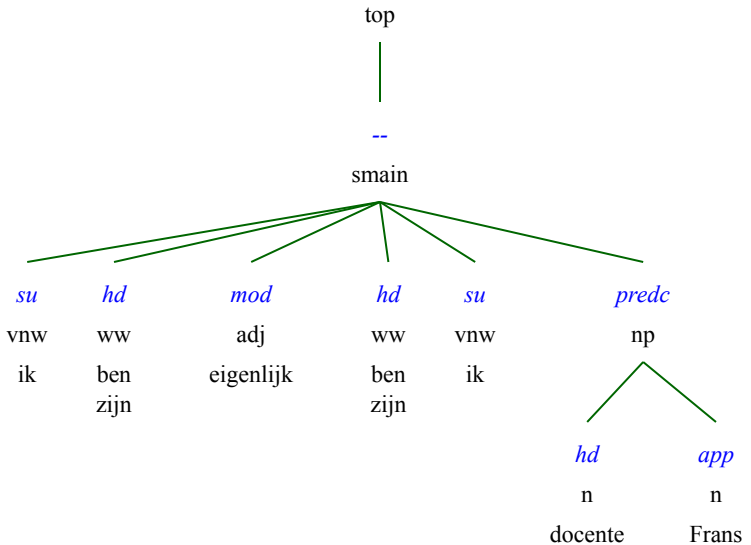 top
--
smain
su hd mod hd su predc
vnw ww adj ww vnw np
ik ben eigenlijk ben ik
zijn zijn
hd app
n n
docente Frans